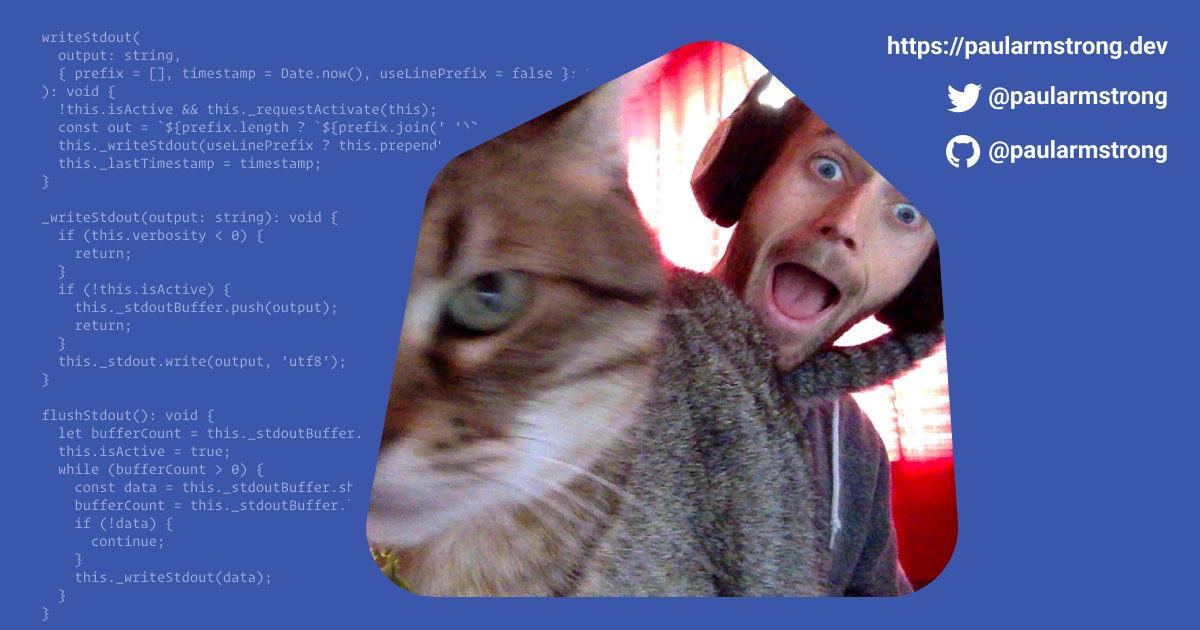 writeStdout(
output: string,
{ prefix = [], timestamp = Date.now(), useLinePrefix = false }:
): void {
!this.isActive && this._requestActivate(this);
const out = `${prefix.length ? `${prefix.join(' ')`
this._writeStdout(useLinePrefix ? this.prepend
this._lastTimestamp = timestamp;
}
_writeStdout(output: string): void {
if (this.verbosity < 0) {
return;
}
if (!this.isActive) {
this._stdoutBuffer.push(output);
return;
}
this._stdout.write(output, 'utf8');
}
flushStdout(): void {
let bufferCount = this._stdoutBuffer.
this.isActive = true;
while (bufferCount > 0) {
const data = this._stdoutBuffer.sh
bufferCount = this._stdoutBuffer.
if (!data) {
continue;
}
this._writeStdout(data);
}
}
https://paularmstrong.dev
@paularmstrong
@paularmstrong